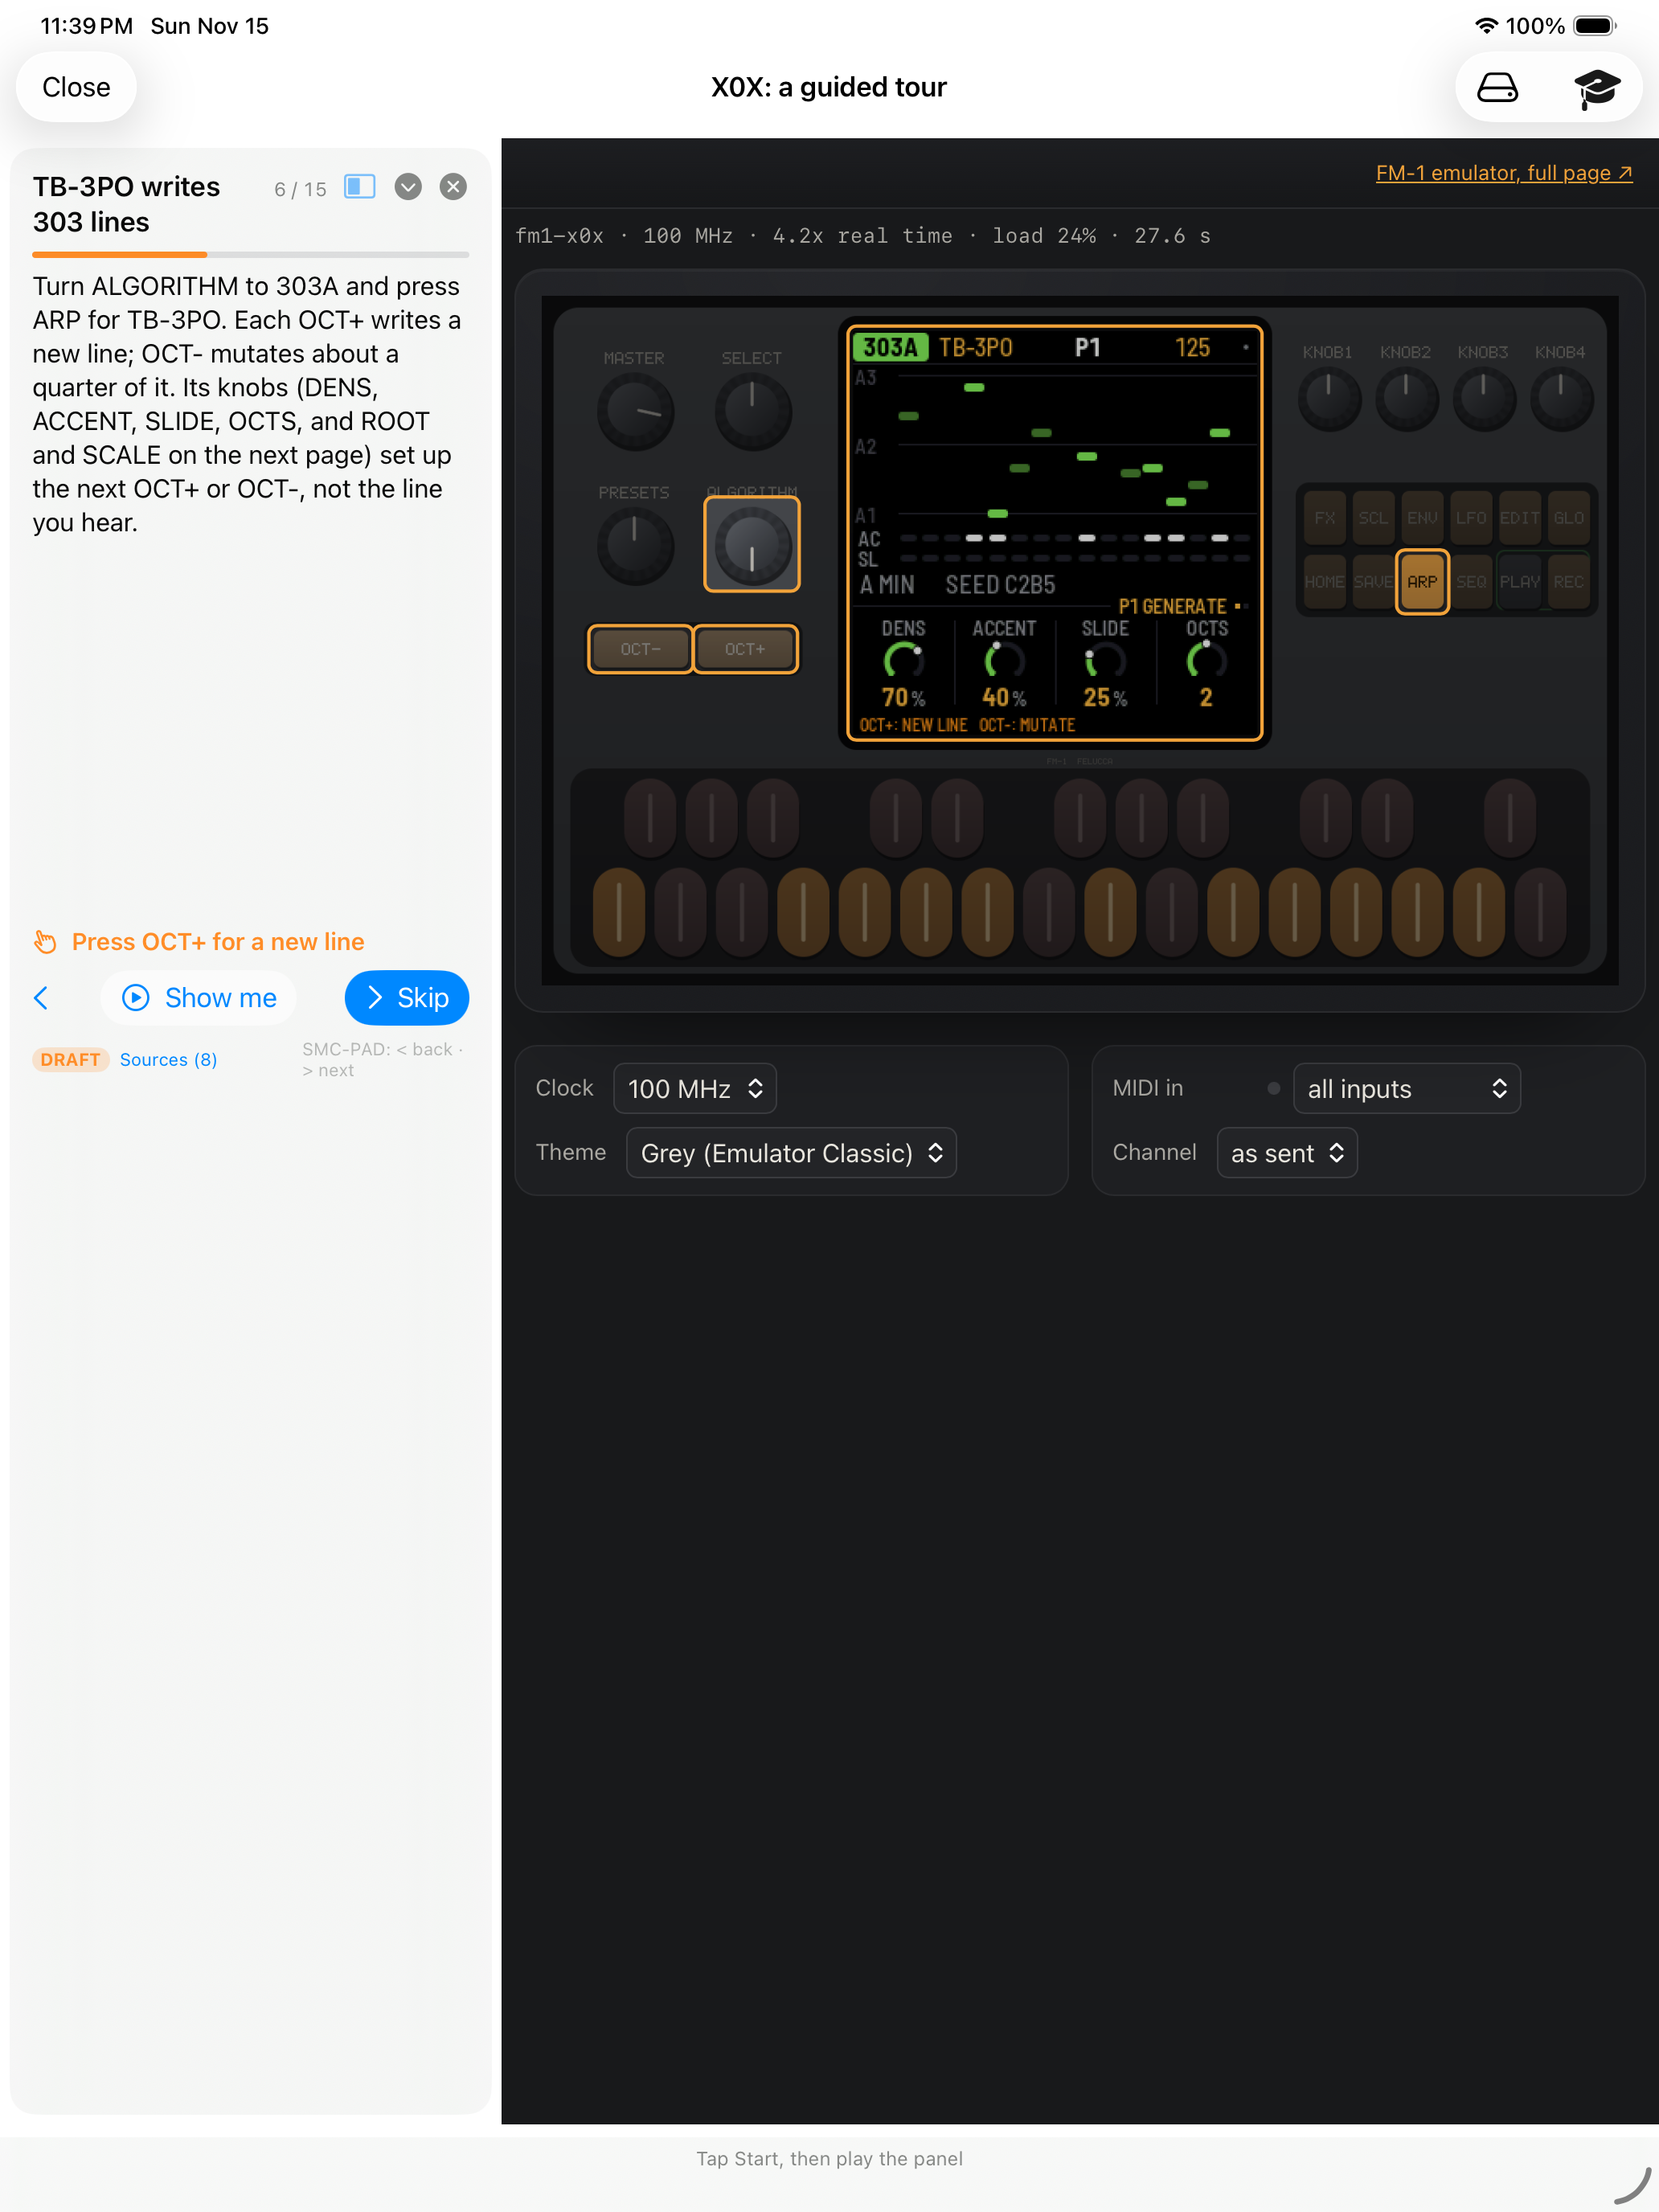 11:39 PM Sun Nov 15
100%
Close
X0X: a guided tour
TB-3PO writes
303 lines
6 / 15
Turn ALGORITHM to 303A and press
ARP for TB-3PO. Each OCT+ writes a
new line; OCT- mutates about a
quarter of it. Its knobs (DENS,
ACCENT, SLIDE, OCTS, and ROOT
and SCALE on the next page) set up
the next OCT+ or OCT-, not the line
you hear.
Press OCT+ for a new line
Show me
Skip
DRAFT
Sources (8)
SMC-PAD: < back ·
> next
FM-1 emulator, full page ↗
fm1-x0x · 100 MHz · 4.2x real time · load 24% · 27.6 s
MASTER
SELECT
PRESETS
ALGORITHM
OCT-
OCT+
303A TB-3PO P1 125
A3
A2
A1
AC
SL
A MIN SEED C2B5
P1 GENERATE
DENS ACCENT SLIDE OCTS
70% 40% 25% 2
OCT+: NEW LINE OCT-: MUTATE
KNOB1 KNOB2 KNOB3 KNOB4
FX SCL ENV LFO EDIT GLO
HOME SAVE ARP SEQ PLAY REC
FM-1 FELUCCA
Clock
100 MHz
Theme
Grey (Emulator Classic)
MIDI in
all inputs
Channel
as sent
Tap Start, then play the panel